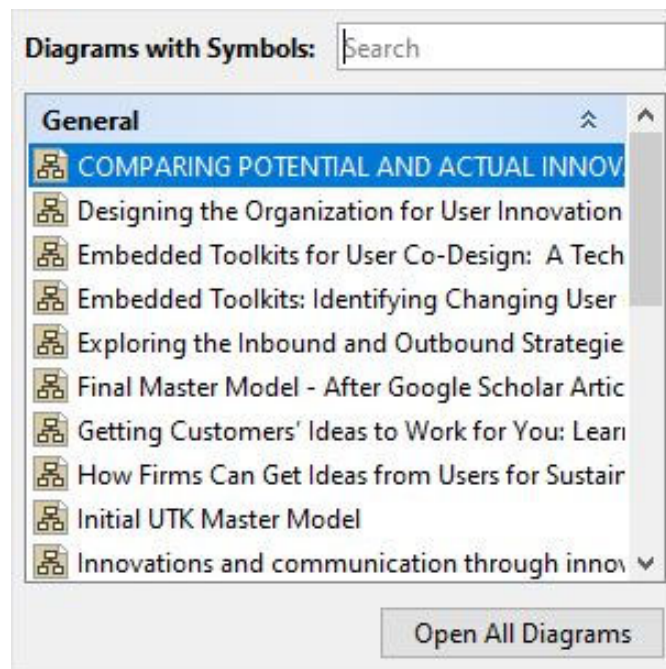 Diagrams with Symbols: Search
General
COMPARING POTENTIAL AND ACTUAL INNOV
Designing the Organization for User Innovation
Embedded Toolkits for User Co-Design: A Tech
Embedded Toolkits: Identifying Changing User
Exploring the Inbound and Outbound Strategie
Final Master Model - After Google Scholar Artic
Getting Customers' Ideas to Work for You: Lear
How Firms Can Get Ideas from Users for Sustain
Initial UTK Master Model
Innovations and communication through innov
Open All Diagrams